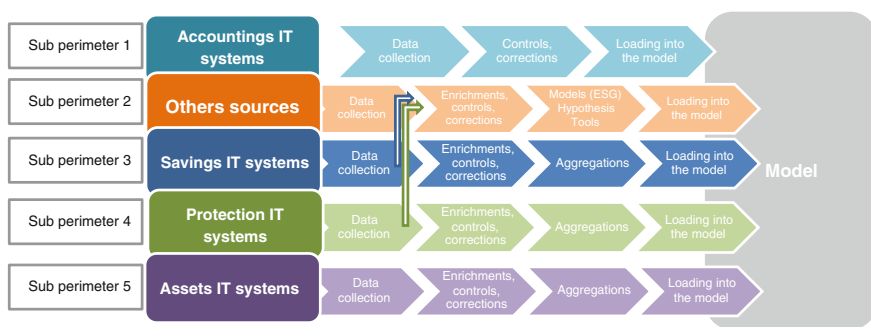 Sub perimeter 1
Accountings IT
systems
Data
collection
Controls,
corrections
Loading into
the model
Sub perimeter 2
Others sources
Data
collection
Enrichments,
controls,
corrections
Models (ESG)
Hypothesis
Tools
Loading into
the model
Sub perimeter 3
Savings IT systems
Data
collection
Enrichments,
controls,
corrections
Aggregations
Loading into
the model
Model
Sub perimeter 4
Protection IT
systems
Data
collection
Enrichments,
controls,
corrections
Aggregations
Loading into
the model
Sub perimeter 5
Assets IT systems
Data
collection
Enrichments,
controls,
corrections
Aggregations
Loading into
the model